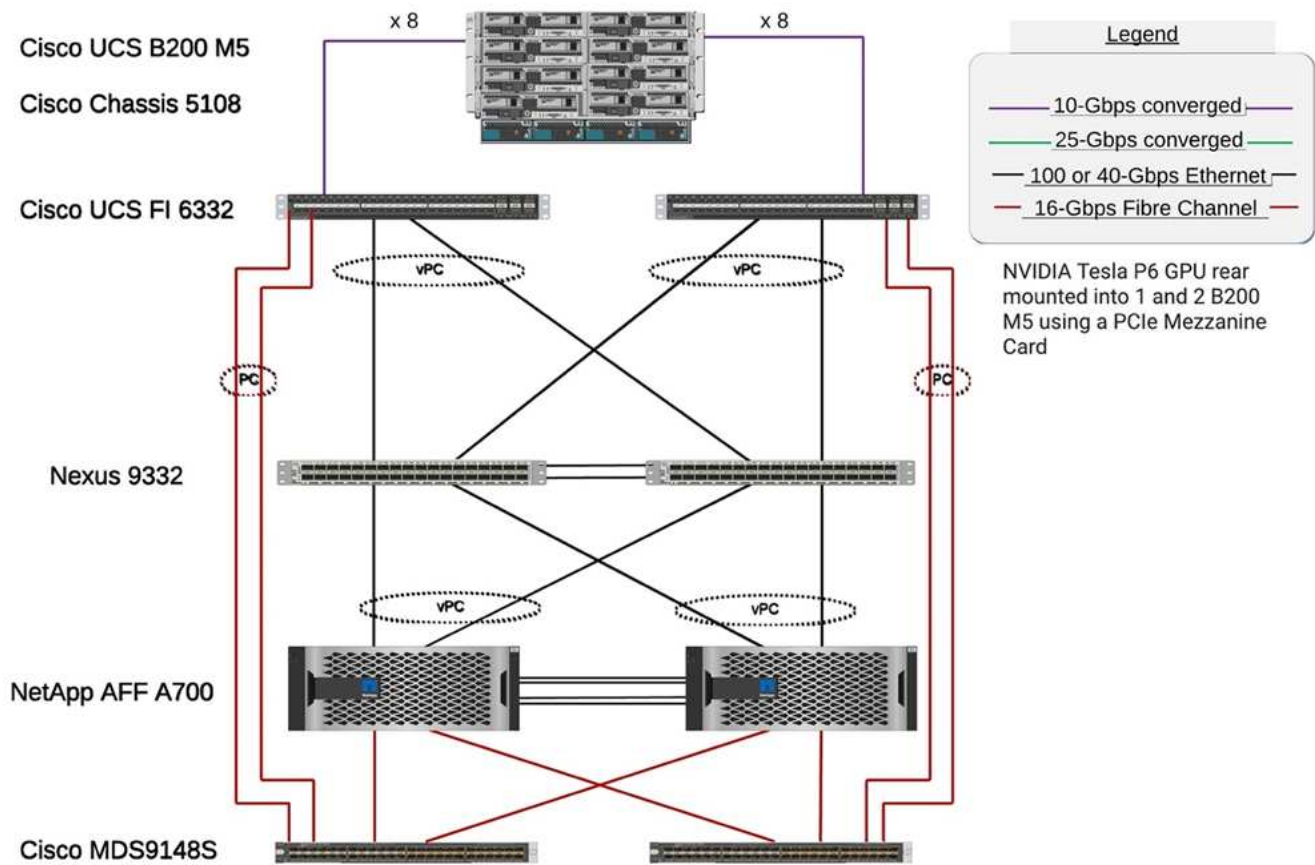 x 8
x 8
Cisco UCS B200 M5
Cisco Chassis 5108
Cisco UCS FI 6332
vPC
vPC
PC
PC
Nexus 9332
vPC
vPC
NetApp AFF A700
Cisco MDS9148S
Legend
10-Gbps converged
25-Gbps converged
100 or 40-Gbps Ethernet
16-Gbps Fibre Channel
NVIDIA Tesla P6 GPU rear
mounted into 1 and 2 B200
M5 using a PCIe Mezzanine
Card